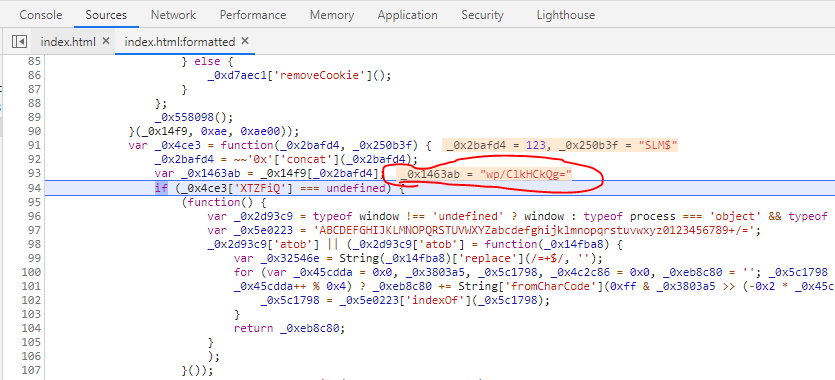 Console Sources Network Performance Memory Application Security Lighthouse
index.html × index.html:formatted ×
85 } else {
86 _0xd7aec1['removeCookie']();
87 }
88 };
89 _0x558098();
90 }(_0x14f9, 0xae, 0xae00));
91 var _0x4ce3 = function(_0x2bafd4, _0x250b3f) { _0x2bafd4 = 123, _0x250b3f = "SLM$"
92 _0x2bafd4 = ~~'0x'['concat'](_0x2bafd4);
93 var _0x1463ab = _0x14f9[_0x2bafd4]; _0x1463ab = "wp/ClkHCkQg="
94 if (_0x4ce3['XTZFiQ'] === undefined) {
95 (function() {
96 var _0x2d93c9 = typeof window !== 'undefined' ? window : typeof process === 'object' && typeof
97 var _0x5e0223 = 'ABCDEFGHIJKLMNOPQRSTUVWXYZabcdefghijklmnopqrstuvwxyz0123456789+/=';
98 _0x2d93c9['atob'] || (_0x2d93c9['atob'] = function(_0x14fba8) {
99 var _0x32546e = String(_0x14fba8)['replace'](/=+$/, '');
100 for (var _0x45cdda = 0x0, _0x3803a5, _0x5c1798, _0x4c2c86 = 0x0, _0xeb8c80 = ''; _0x5c1798
101 _0x45cdda++ % 0x4) ? _0xeb8c80 += String['fromCharCode'](0xff & _0x3803a5 >> (-0x2 * _0x45c
102 _0x5c1798 = _0x5e0223['indexOf'](_0x5c1798);
103 }
104 return _0xeb8c80;
105 }
106 );
107 }());